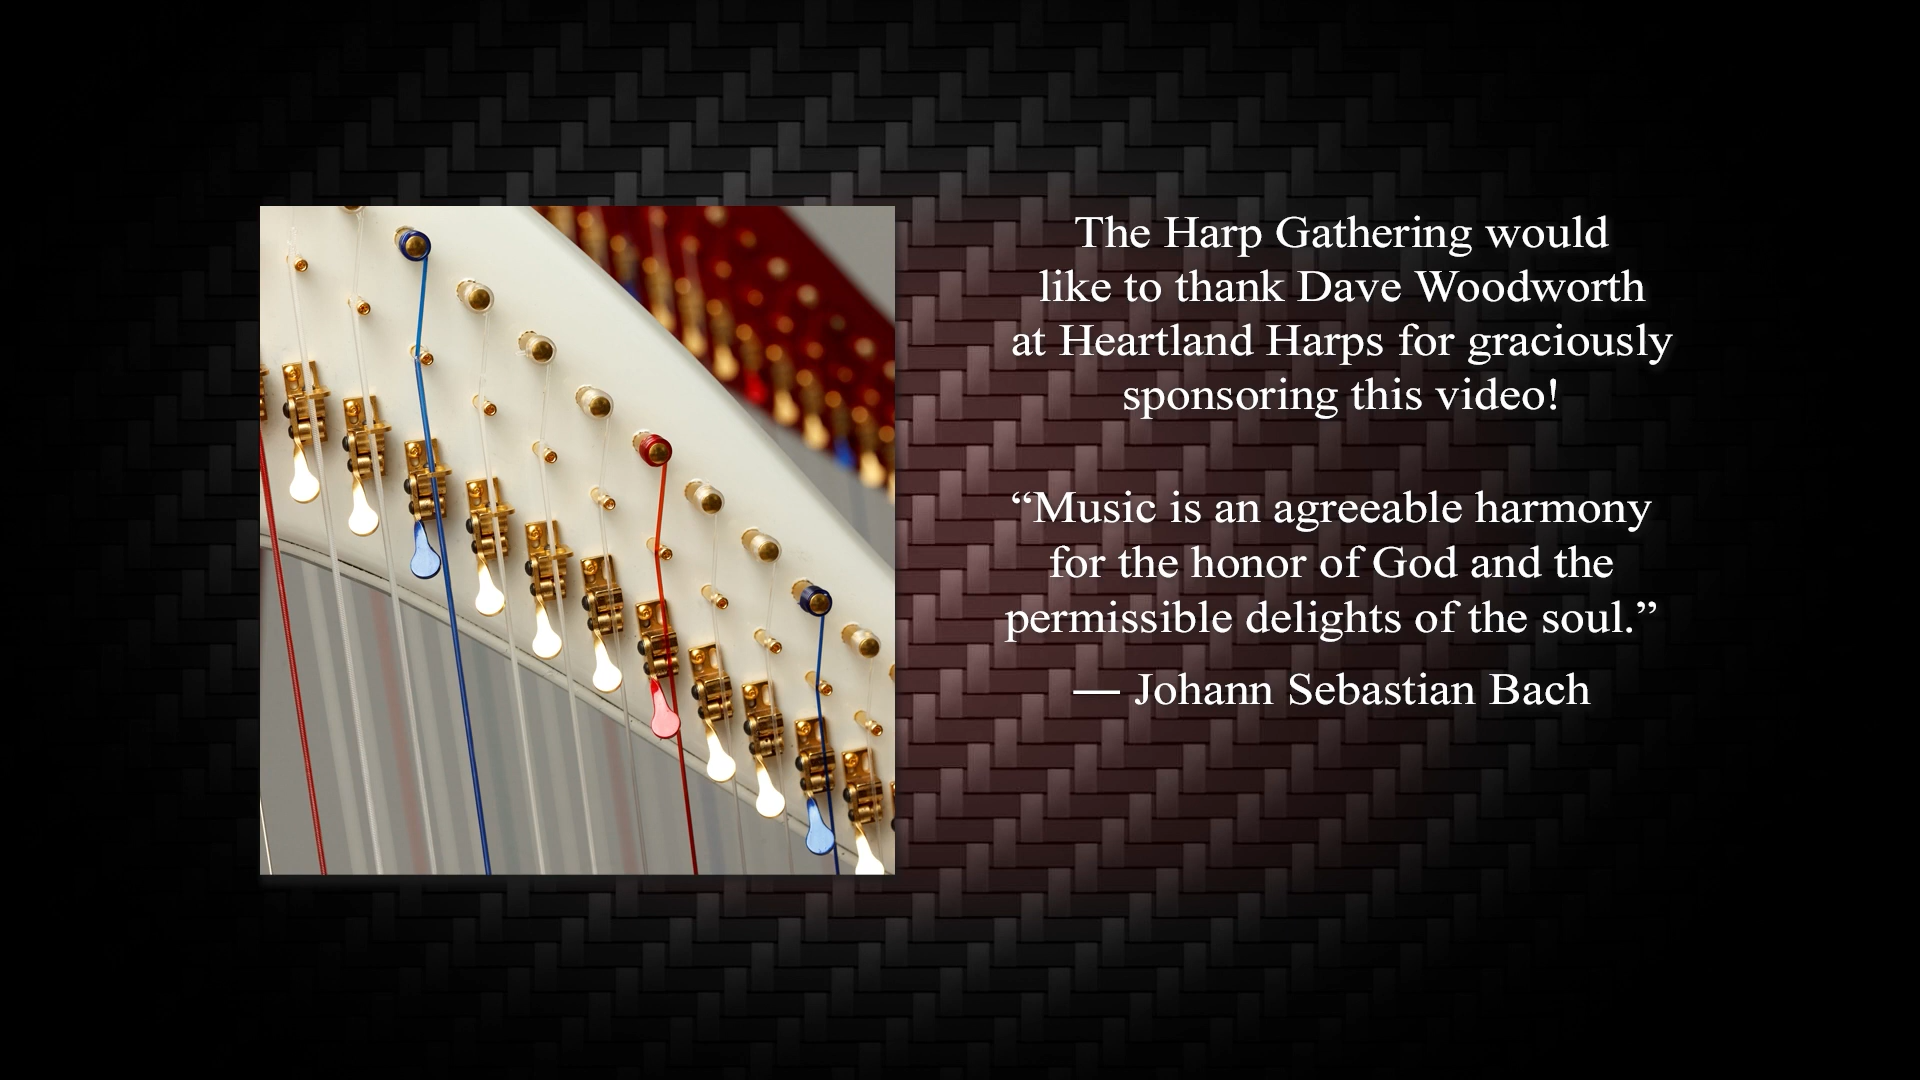 The Harp Gathering would
like to thank Dave Woodworth
at Heartland Harps for graciously
sponsoring this video!
“Music is an agreeable harmony
for the honor of God and the
permissible delights of the soul.”
— Johann Sebastian Bach